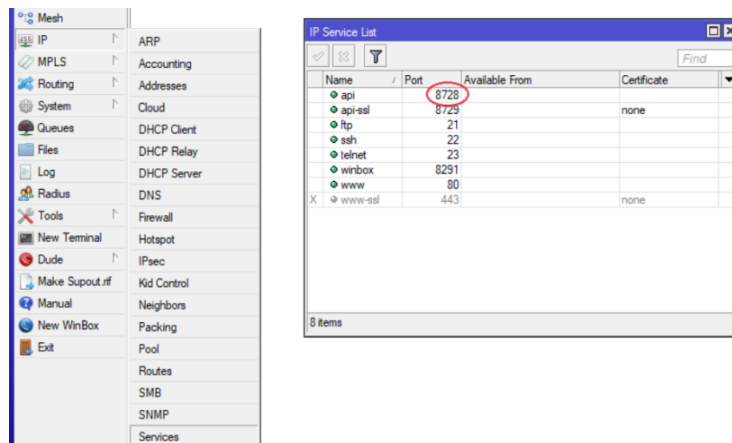 Mesh
IP
MPLS
Routing
System
Queues
Files
Log
Radius
Tools
New Terminal
Dude
Make Supout.rif
Manual
New WinBox
Exit
ARP
Accounting
Addresses
Cloud
DHCP Client
DHCP Relay
DHCP Server
DNS
Firewall
Hotspot
IPsec
Kid Control
Neighbors
Packing
Pool
Routes
SMB
SNMP
Services
IP Service List
Find
Name / Port Available From Certificate
api 8728
api-ssl 8729 none
ftp 21
ssh 22
telnet 23
winbox 8291
www 80
X www-ssl 443 none
8 items